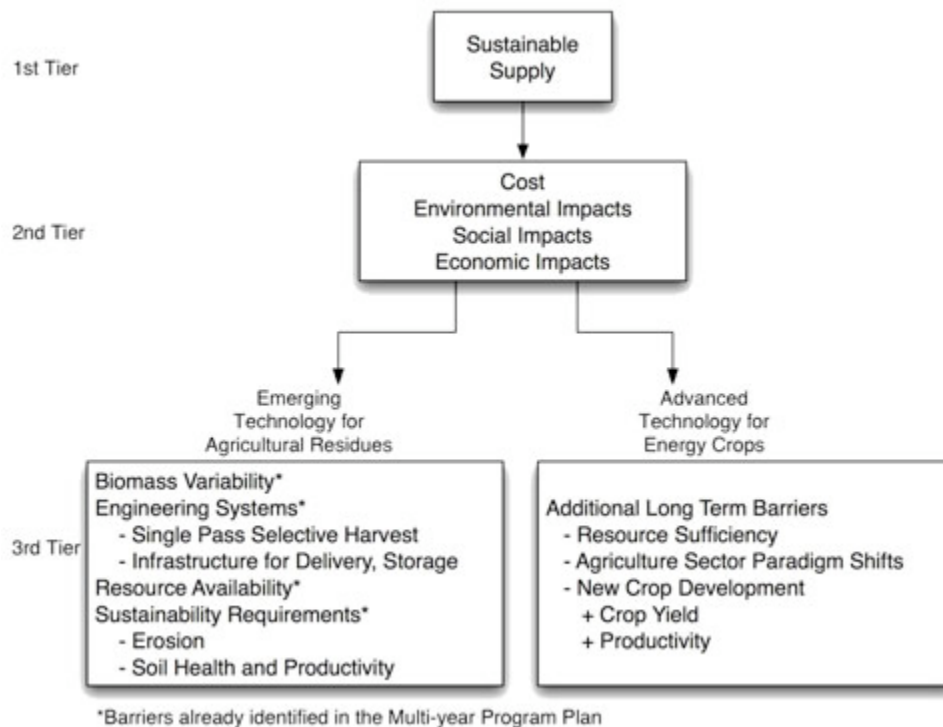 1st Tier
Sustainable
Supply
2nd Tier
Cost
Environmental Impacts
Social Impacts
Economic Impacts
Emerging
Technology for
Agricultural Residues
Advanced
Technology for
Energy Crops
3rd Tier
Biomass Variability*
Engineering Systems*
- Single Pass Selective Harvest
- Infrastructure for Delivery, Storage
Resource Availability*
Sustainability Requirements*
- Erosion
- Soil Health and Productivity
Additional Long Term Barriers
- Resource Sufficiency
- Agriculture Sector Paradigm Shifts
- New Crop Development
+ Crop Yield
+ Productivity
*Barriers already identified in the Multi-year Program Plan